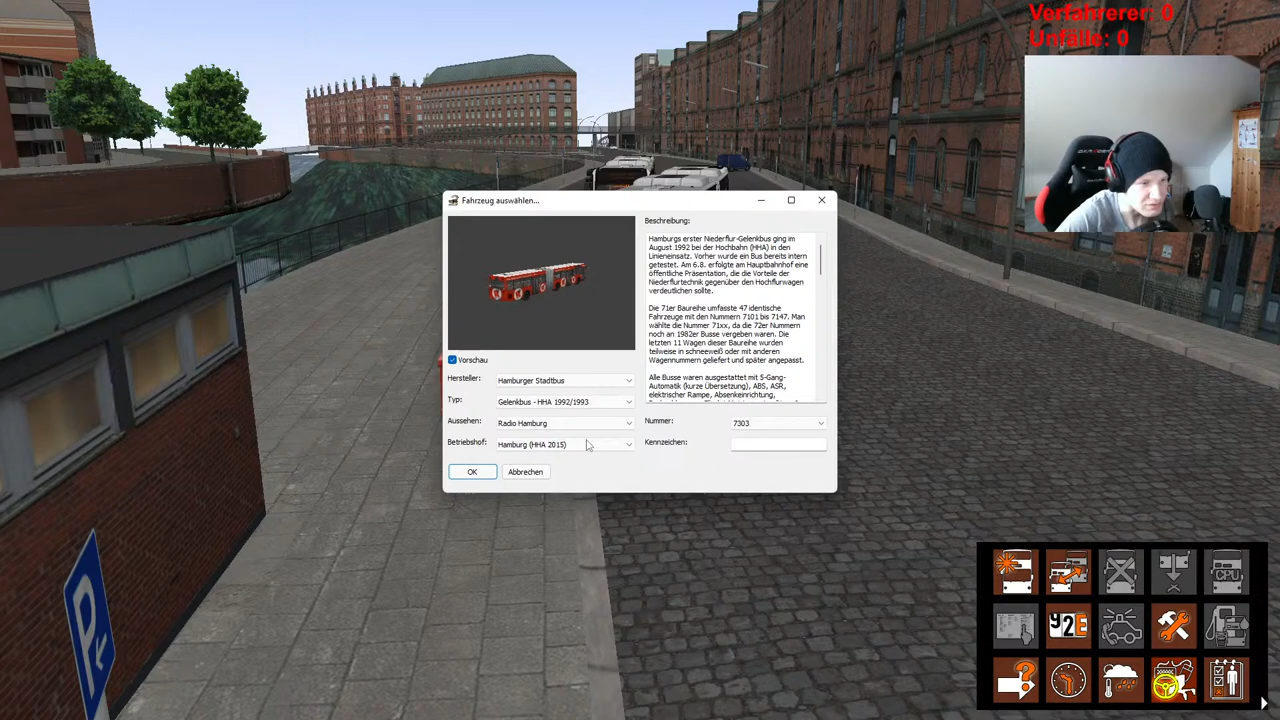 Verfahrerer: 0
Unfälle: 0
Fahrzeug auswählen...
Beschreibung:
Hamburgs erster Niederflur-Gelenkbus ging im
August 1992 bei der Hochbahn (HHA) in den
Linieneinsatz. Vorher wurde ein Bus bereits intern
getestet. Am 6.8. erfolgte am Hauptbahnhof eine
öffentliche Präsentation, die die Vorteile der
Niederflurtechnik gegenüber den Hochflurwagen
verdeutlichen sollte.
Die 71er Baureihe umfasste 47 identische
Fahrzeuge mit den Nummern 7101 bis 7147. Man
wählte die Nummer 71xx, da die 72er Nummern
noch an 1982er Busse vergeben waren. Die
letzten 11 Wagen dieser Baureihe wurden
teilweise in schneeweiß oder mit anderen
Wagennummern geliefert und später angepasst.
Alle Busse waren ausgestattet mit 5-Gang-
Automatik (kurze Übersetzung), ABS, ASR,
elektrischer Rampe, Absenkeinrichtung,
Vorschau
Hersteller: Hamburger Stadtbus
Typ: Gelenkbus - HHA 1992/1993
Aussehen: Radio Hamburg
Nummer: 7303
Betriebshof: Hamburg (HHA 2015)
Kennzeichen:
OK
Abbrechen
P
CPU
92E
?